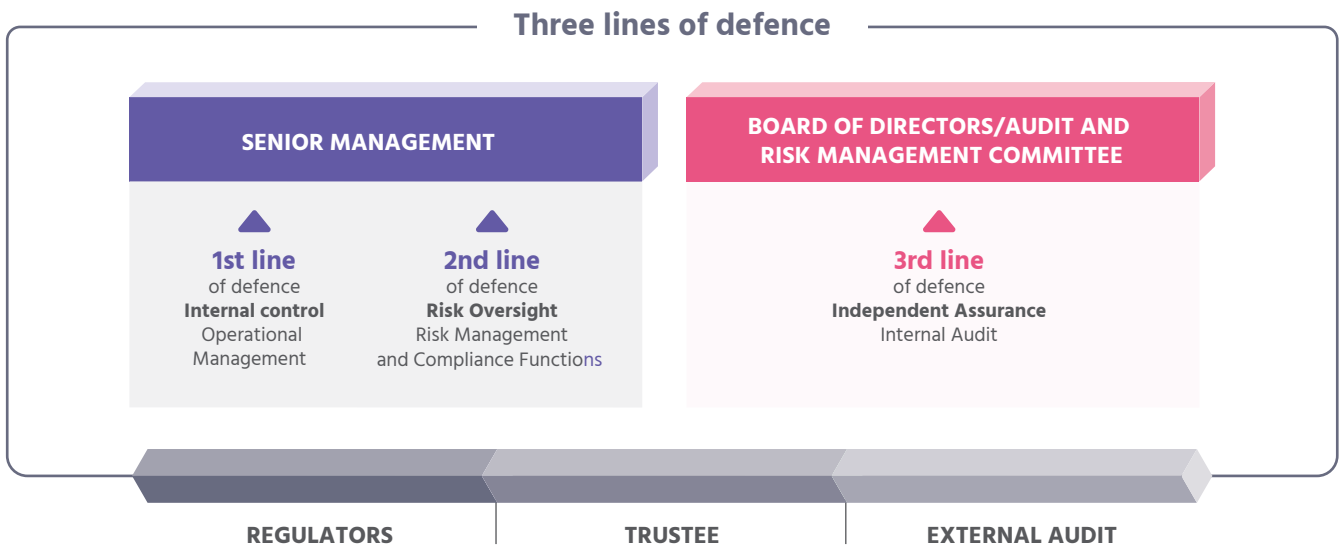 Three lines of defence
SENIOR MANAGEMENT
1st line
of defence
Internal control
Operational
Management
2nd line
of defence
Risk Oversight
Risk Management
and Compliance Functions
BOARD OF DIRECTORS/AUDIT AND
RISK MANAGEMENT COMMITTEE
3rd line
of defence
Independent Assurance
Internal Audit
REGULATORS
TRUSTEE
EXTERNAL AUDIT